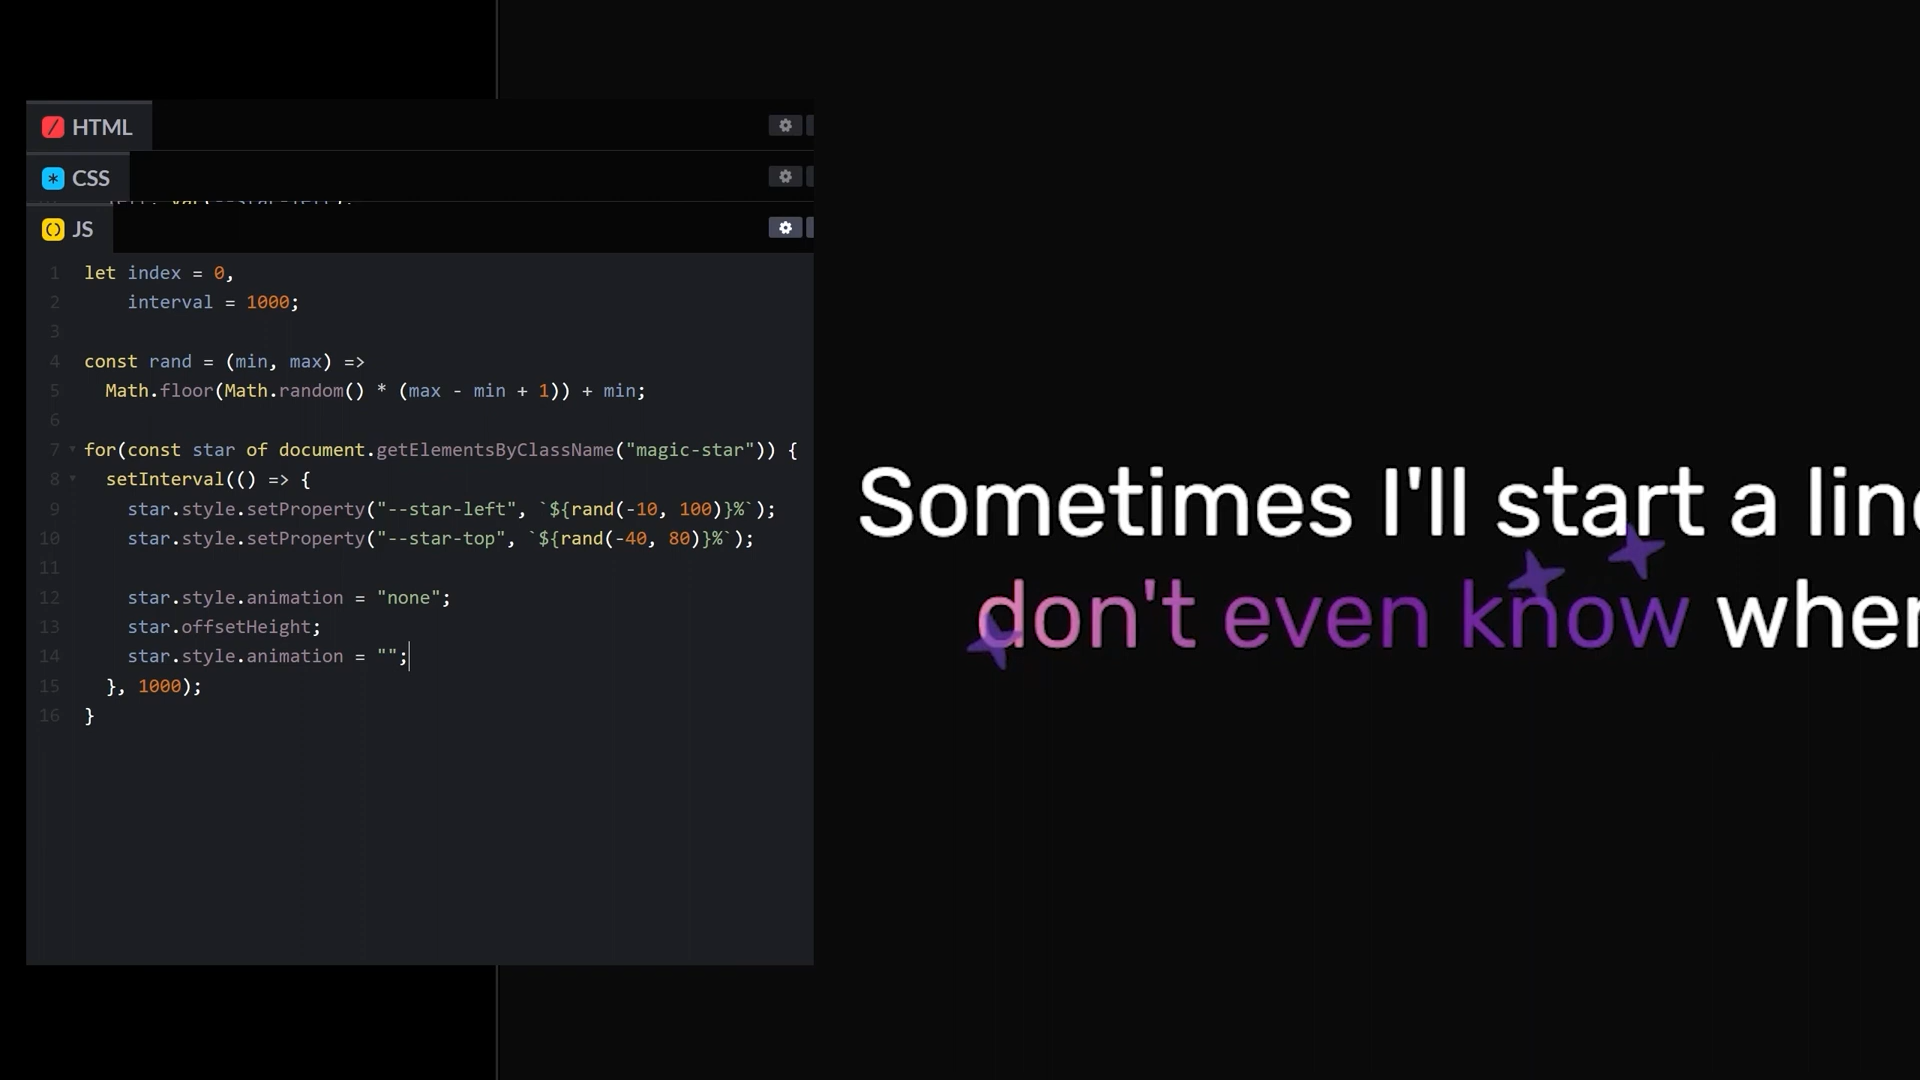 HTML
CSS
JS
1 let index = 0,
2 interval = 1000;
3
4 const rand = (min, max) =>
5 Math.floor(Math.random() * (max - min + 1)) + min;
6
7 for(const star of document.getElementsByClassName("magic-star")) {
8 setInterval(() => {
9 star.style.setProperty("--star-left", `${rand(-10, 100)}%`);
10 star.style.setProperty("--star-top", `${rand(-40, 80)}%`);
11
12 star.style.animation = "none";
13 star.offsetHeight;
14 star.style.animation = "";
15 }, 1000);
16 }
Sometimes I'll start a
don't even know